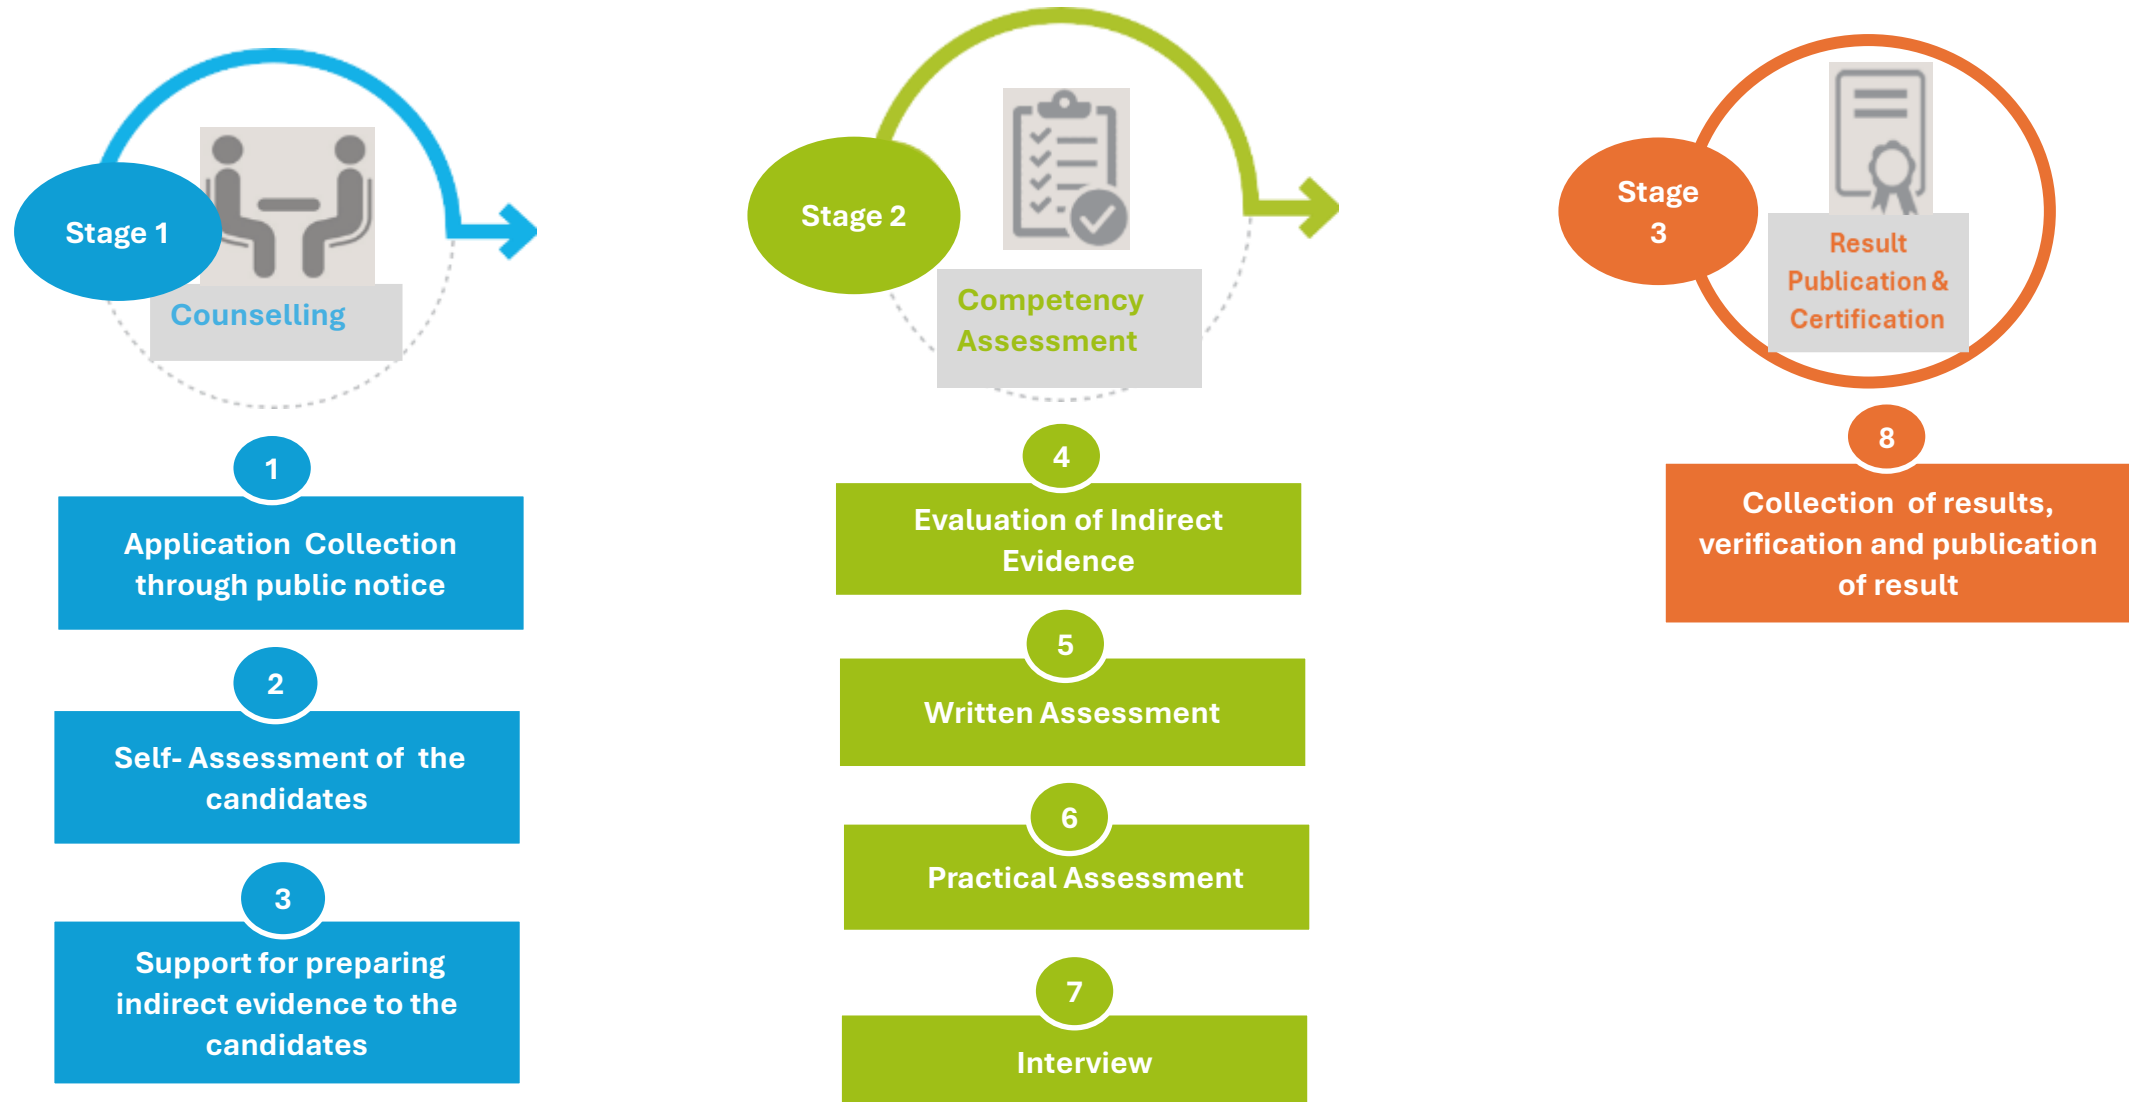 Stage 1
Counselling
1
Application Collection
through public notice
2
Self- Assessment of the
candidates
3
Support for preparing
indirect evidence to the
candidates
Stage 2
Competency
Assessment
4
Evaluation of Indirect
Evidence
5
Written Assessment
6
Practical Assessment
7
Interview
Stage
3
Result
Publication &
Certification
8
Collection of results,
verification and publication
of result